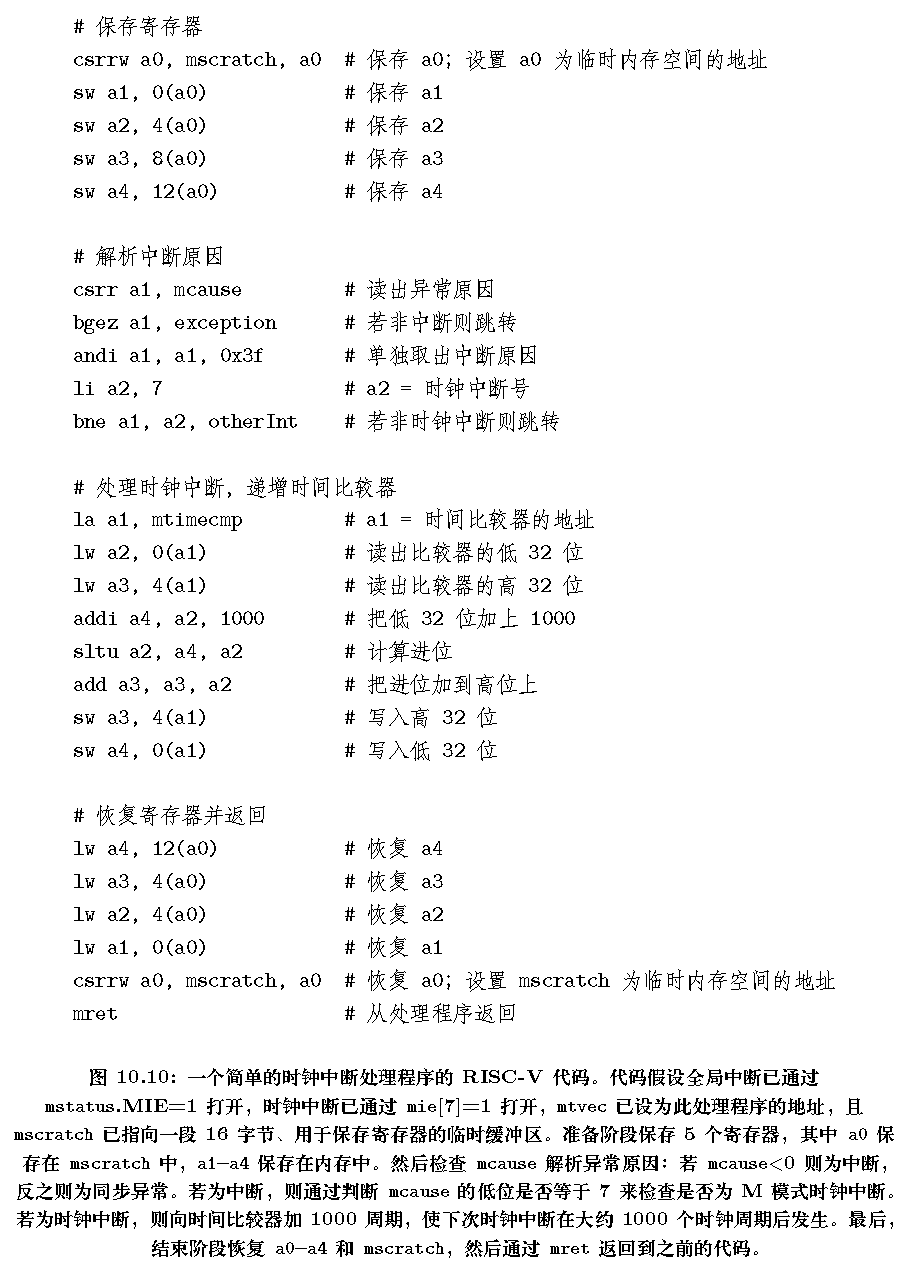 # 保存寄存器
csrrw a0, mscratch, a0 # 保存 a0; 设置 a0 为临时内存空间的地址
sw a1, 0(a0) # 保存 a1
sw a2, 4(a0) # 保存 a2
sw a3, 8(a0) # 保存 a3
sw a4, 12(a0) # 保存 a4
# 解析中断原因
csrr a1, mcause # 读出异常原因
bgez a1, exception # 若非中断则跳转
andi a1, a1, 0x3f # 单独取出中断原因
li a2, 7 # a2 = 时钟中断号
bne a1, a2, otherInt # 若非时钟中断则跳转
# 处理时钟中断, 递增时间比较器
la a1, mtimecmp # a1 = 时间比较器的地址
lw a2, 0(a1) # 读出比较器的低 32 位
lw a3, 4(a1) # 读出比较器的高 32 位
addi a4, a2, 1000 # 把低 32 位加上 1000
sltu a2, a4, a2 # 计算进位
add a3, a3, a2 # 把进位加到高位上
sw a3, 4(a1) # 写入高 32 位
sw a4, 0(a1) # 写入低 32 位
# 恢复寄存器并返回
lw a4, 12(a0) # 恢复 a4
lw a3, 4(a0) # 恢复 a3
lw a2, 4(a0) # 恢复 a2
lw a1, 0(a0) # 恢复 a1
csrrw a0, mscratch, a0 # 恢复 a0; 设置 mscratch 为临时内存空间的地址
mret # 从处理程序返回
图 10.10：一个简单的时钟中断处理程序的 RISC-V 代码。代码假设全局中断已通过
mstatus.MIE=1 打开，时钟中断已通过 mie[7]=1 打开，mtvec 已设为此处理程序的地址，且
mscratch 已指向一段 16 字节、用于保存寄存器的临时缓冲区。准备阶段保存 5 个寄存器，其中 a0 保
存在 mscratch 中，a1–a4 保存在内存中。然后检查 mcause 解析异常原因：若 mcause<0 则为中断，
反之则为同步异常。若为中断，则通过判断 mcause 的低位是否等于 7 来检查是否为 M 模式时钟中断。
若为时钟中断，则向时间比较器加 1000 周期，使下次时钟中断在大约 1000 个时钟周期后发生。最后，
结束阶段恢复 a0–a4 和 mscratch，然后通过 mret 返回到之前的代码。